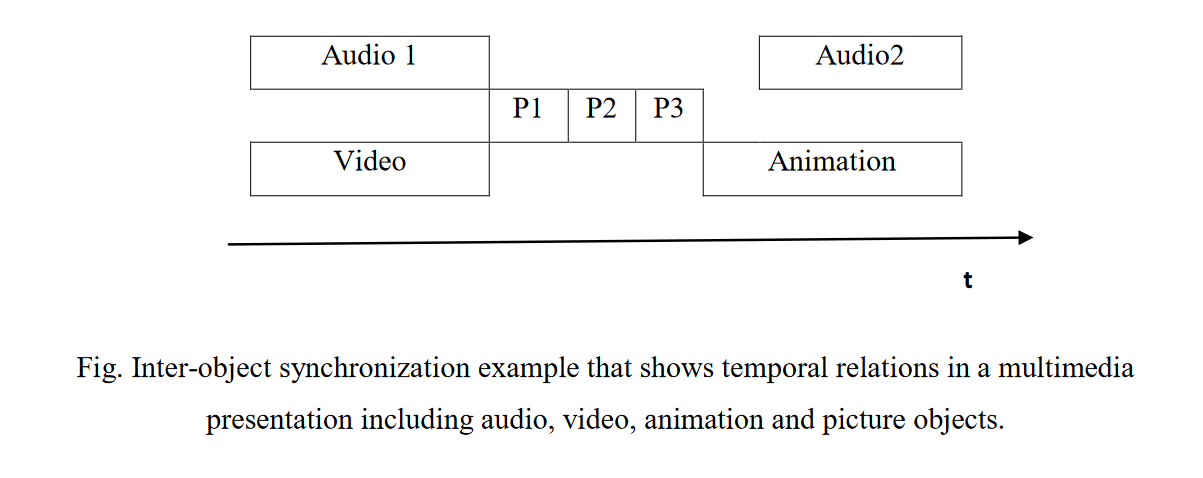 Audio 1
Audio2
P1
P2
P3
Video
Animation
t
Fig. Inter-object synchronization example that shows temporal relations in a multimedia
presentation including audio, video, animation and picture objects.